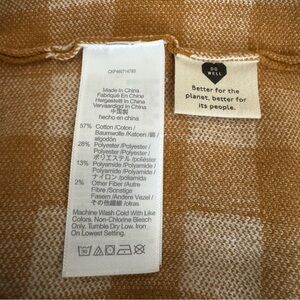 CKP460714783
Made In China
Fabriqué En Chine
Hergestellt In China
Vervaardigd In China
中国製
hecho en china
57% Cotton /Coton /
Baumwolle /Katoen /綿 /
algodón
28% Polyester /Polyester /
Polyester /Polyester /
ポリエステル /poliéster
13% Polyamide /Polyamide /
Polyamid /Polyamide /
ナイロン /poliamida
2% Other Fiber /Autre
Fibre /Sonstige
Fasern /Andere Vezel /
その他繊維 /otras
Machine Wash Cold With Like
Colors. Non-Chlorine Bleach
Only. Tumble Dry Low. Iron
On Lowest Setting.
DO
WELL
Better for the
planet, better for
its people.